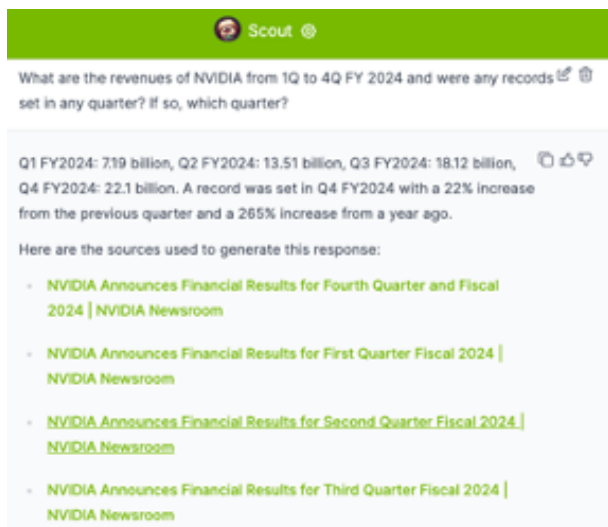 Scout
What are the revenues of NVIDIA from 1Q to 4Q FY 2024 and were any records
set in any quarter? If so, which quarter?
Q1 FY2024: 7.19 billion, Q2 FY2024: 13.51 billion, Q3 FY2024: 18.12 billion,
Q4 FY2024: 22.1 billion. A record was set in Q4 FY2024 with a 22% increase
from the previous quarter and a 265% increase from a year ago.
Here are the sources used to generate this response:
NVIDIA Announces Financial Results for Fourth Quarter and Fiscal
2024 | NVIDIA Newsroom
NVIDIA Announces Financial Results for First Quarter Fiscal 2024 |
NVIDIA Newsroom
NVIDIA Announces Financial Results for Second Quarter Fiscal 2024 |
NVIDIA Newsroom
NVIDIA Announces Financial Results for Third Quarter Fiscal 2024 |
NVIDIA Newsroom